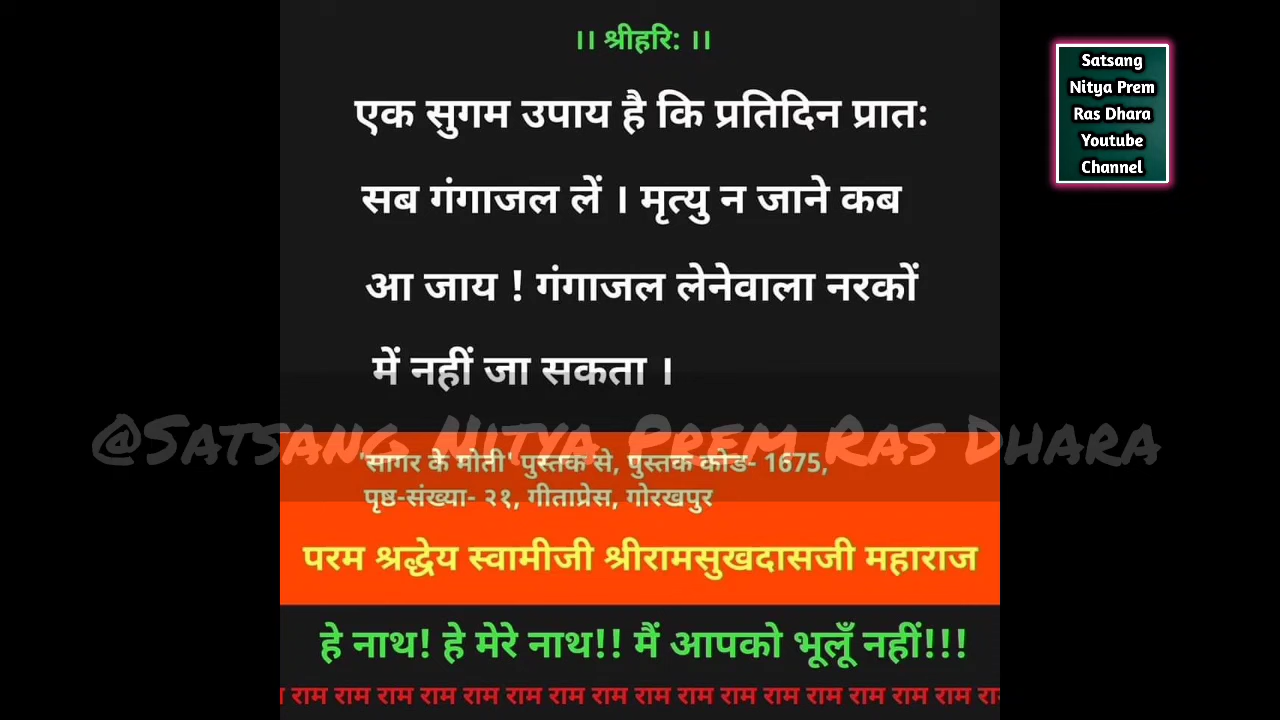 ।। श्रीहरि: ।।
एक सुगम उपाय है कि प्रतिदिन प्रातः
सब गंगाजल लें । मृत्यु न जाने कब
आ जाय ! गंगाजल लेनेवाला नरकों
में नहीं जा सकता ।
@Satsang Nitya Prem Ras Dhara
'सागर के मोती' पुस्तक से, पुस्तक कोड- 1675,
पृष्ठ-संख्या- २१, गीताप्रेस, गोरखपुर
परम श्रद्धेय स्वामीजी श्रीरामसुखदासजी महाराज
हे नाथ! हे मेरे नाथ!! मैं आपको भूलूँ नहीं!!!
राम राम राम राम राम राम राम राम राम राम राम राम राम राम राम राम
Satsang
Nitya Prem
Ras Dhara
Youtube
Channel